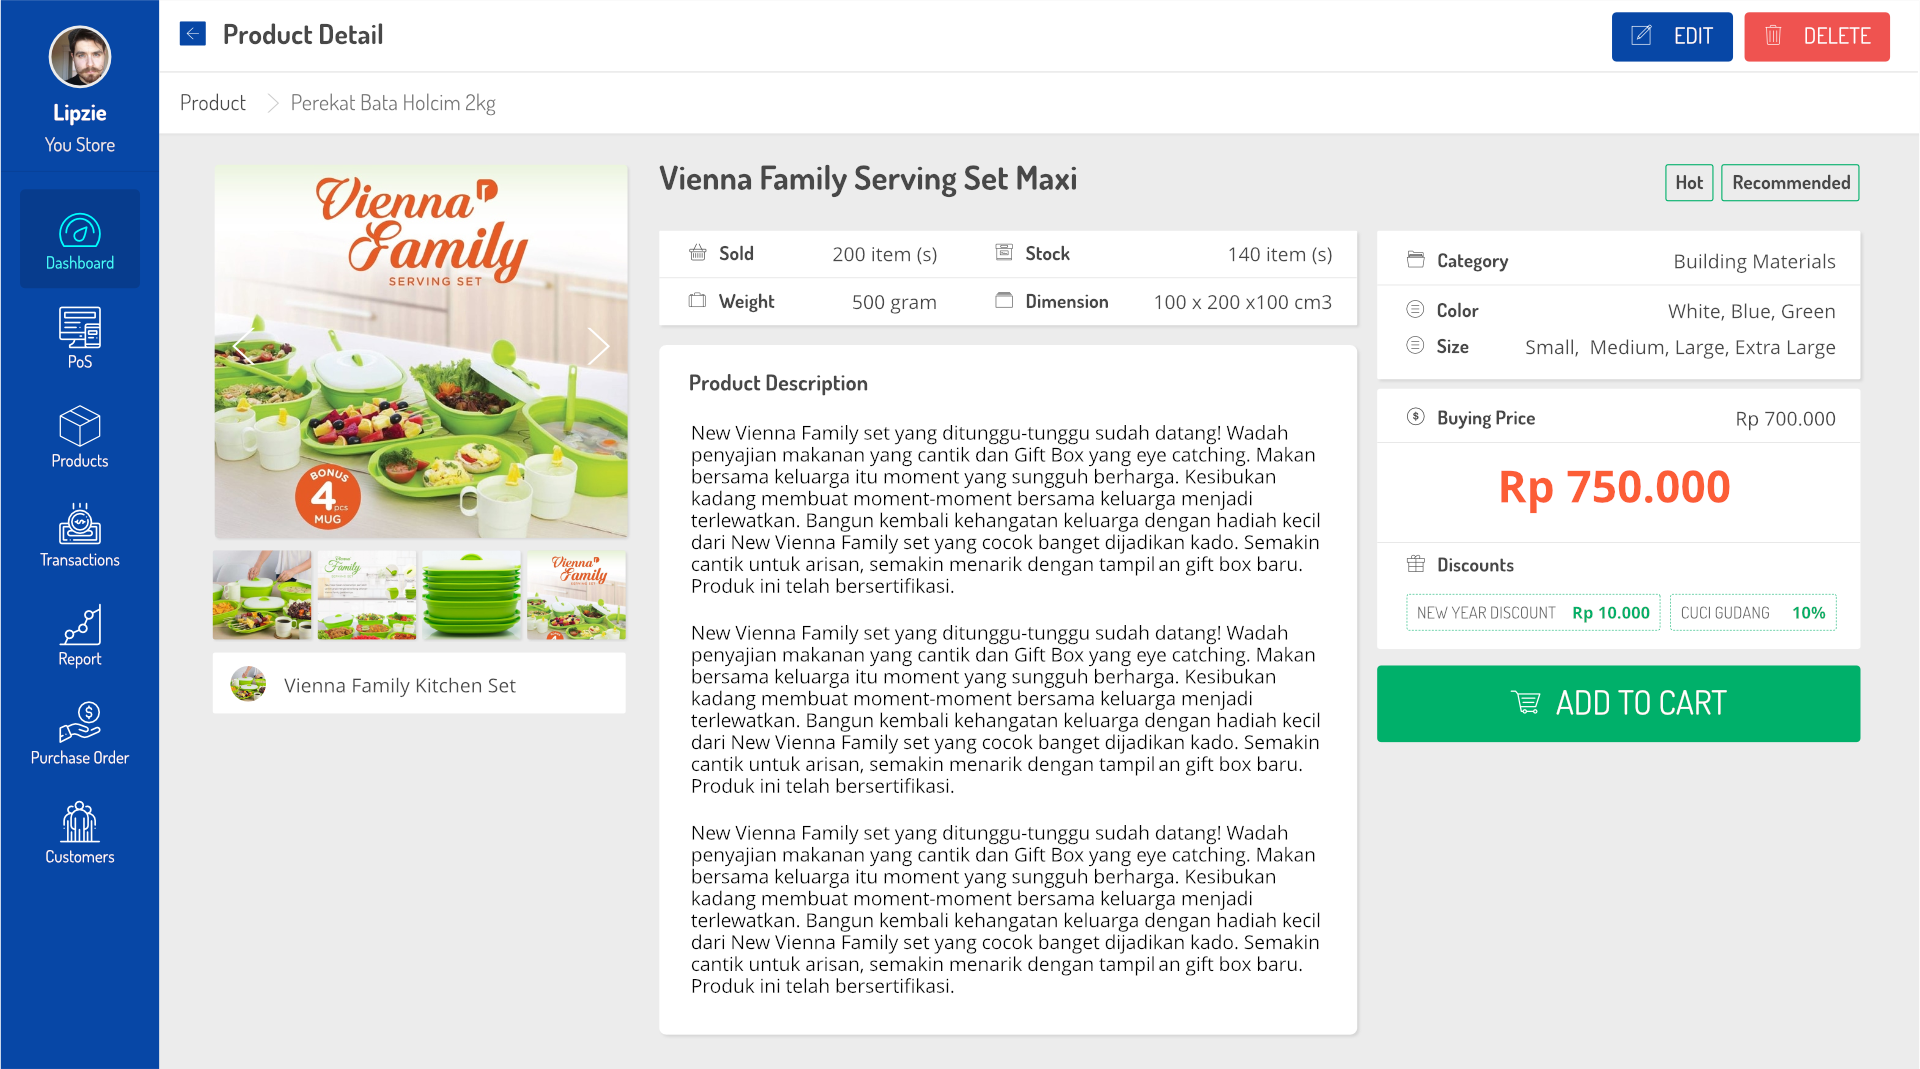 Lipzie
You Store
Dashboard
PoS
Products
Transactions
Report
Purchase Order
Customers
Product Detail
EDIT
DELETE
Product
Perekat Bata Holcim 2kg
Vienna
Family
SERVING SET
BONUS
4 pcs
MUG
Family
Vienna
Family
Vienna Family Kitchen Set
Vienna Family Serving Set Maxi
Hot
Recommended
Sold 200 item (s)
Stock 140 item (s)
Weight 500 gram
Dimension 100 x 200 x100 cm3
Product Description
New Vienna Family set yang ditunggu-tunggu sudah datang! Wadah
penyajian makanan yang cantik dan Gift Box yang eye catching. Makan
bersama keluarga itu moment yang sungguh berharga. Kesibukan
kadang membuat moment-moment bersama keluarga menjadi
terlewatkan. Bangun kembali kehangatan keluarga dengan hadiah kecil
dari New Vienna Family set yang cocok banget dijadikan kado. Semakin
cantik untuk arisan, semakin menarik dengan tampilan gift box baru.
Produk ini telah bersertifikasi.
New Vienna Family set yang ditunggu-tunggu sudah datang! Wadah
penyajian makanan yang cantik dan Gift Box yang eye catching. Makan
bersama keluarga itu moment yang sungguh berharga. Kesibukan
kadang membuat moment-moment bersama keluarga menjadi
terlewatkan. Bangun kembali kehangatan keluarga dengan hadiah kecil
dari New Vienna Family set yang cocok banget dijadikan kado. Semakin
cantik untuk arisan, semakin menarik dengan tampilan gift box baru.
Produk ini telah bersertifikasi.
New Vienna Family set yang ditunggu-tunggu sudah datang! Wadah
penyajian makanan yang cantik dan Gift Box yang eye catching. Makan
bersama keluarga itu moment yang sungguh berharga. Kesibukan
kadang membuat moment-moment bersama keluarga menjadi
terlewatkan. Bangun kembali kehangatan keluarga dengan hadiah kecil
dari New Vienna Family set yang cocok banget dijadikan kado. Semakin
cantik untuk arisan, semakin menarik dengan tampilan gift box baru.
Produk ini telah bersertifikasi.
Category Building Materials
Color White, Blue, Green
Size Small, Medium, Large, Extra Large
Buying Price Rp 700.000
Rp 750.000
Discounts
NEW YEAR DISCOUNT Rp 10.000
CUCI GUDANG 10%
ADD TO CART